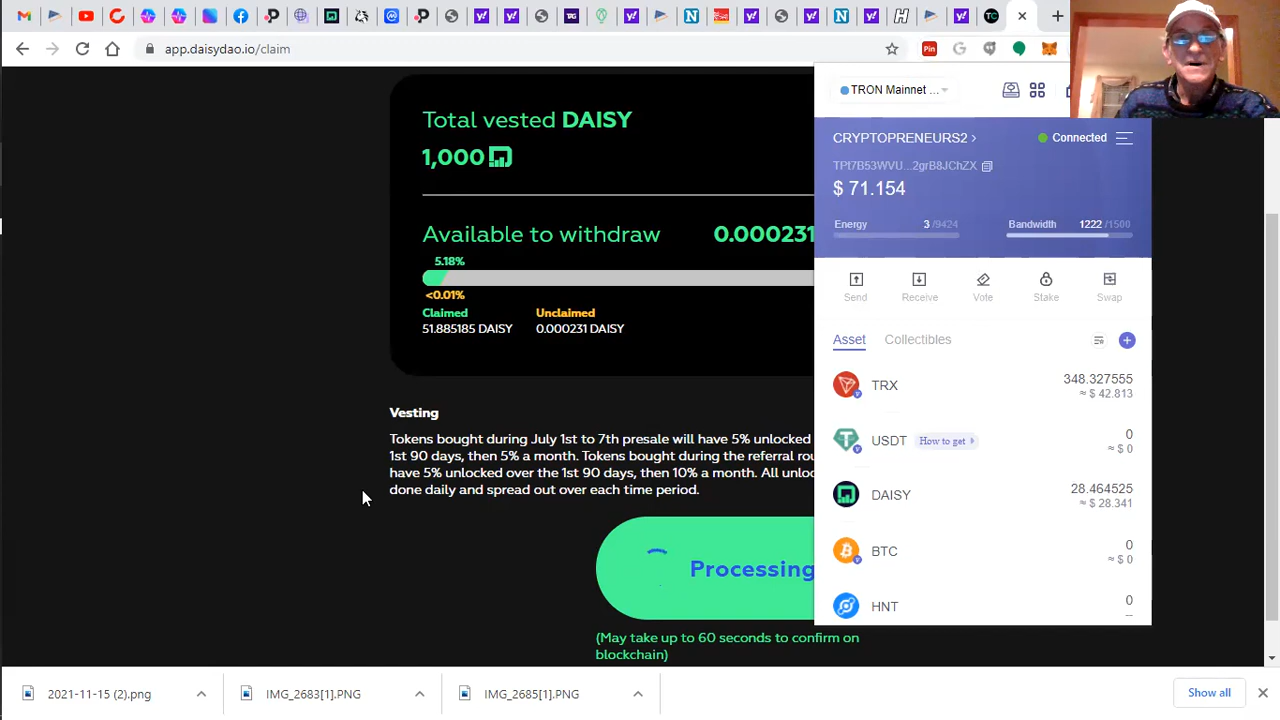 app.daisydao.io/claim
Total vested DAISY
1,000
Available to withdraw 0.000231
5.18%
<0.01%
Claimed Unclaimed
51.885185 DAISY 0.000231 DAISY
Vesting
Tokens bought during July 1st to 7th presale will have 5% unlocked
1st 90 days, then 5% a month. Tokens bought during the referral rou
have 5% unlocked over the 1st 90 days, then 10% a month. All unloc
done daily and spread out over each time period.
Processing
(May take up to 60 seconds to confirm on
blockchain)
TRON Mainnet ...
CRYPTOPRENEURS2 > Connected
TPf7B53WVU...2grB8JChZX
$ 71.154
Energy 3 /9424 Bandwidth 1222 /1500
Send Receive Vote Stake Swap
Asset Collectibles
TRX 348.327555
≈ $ 42.813
USDT How to get 0
≈ $ 0
DAISY 28.464525
≈ $ 28.341
BTC 0
≈ $ 0
HNT 0
--
2021-11-15 (2).png IMG_2683[1].PNG IMG_2685[1].PNG Show all